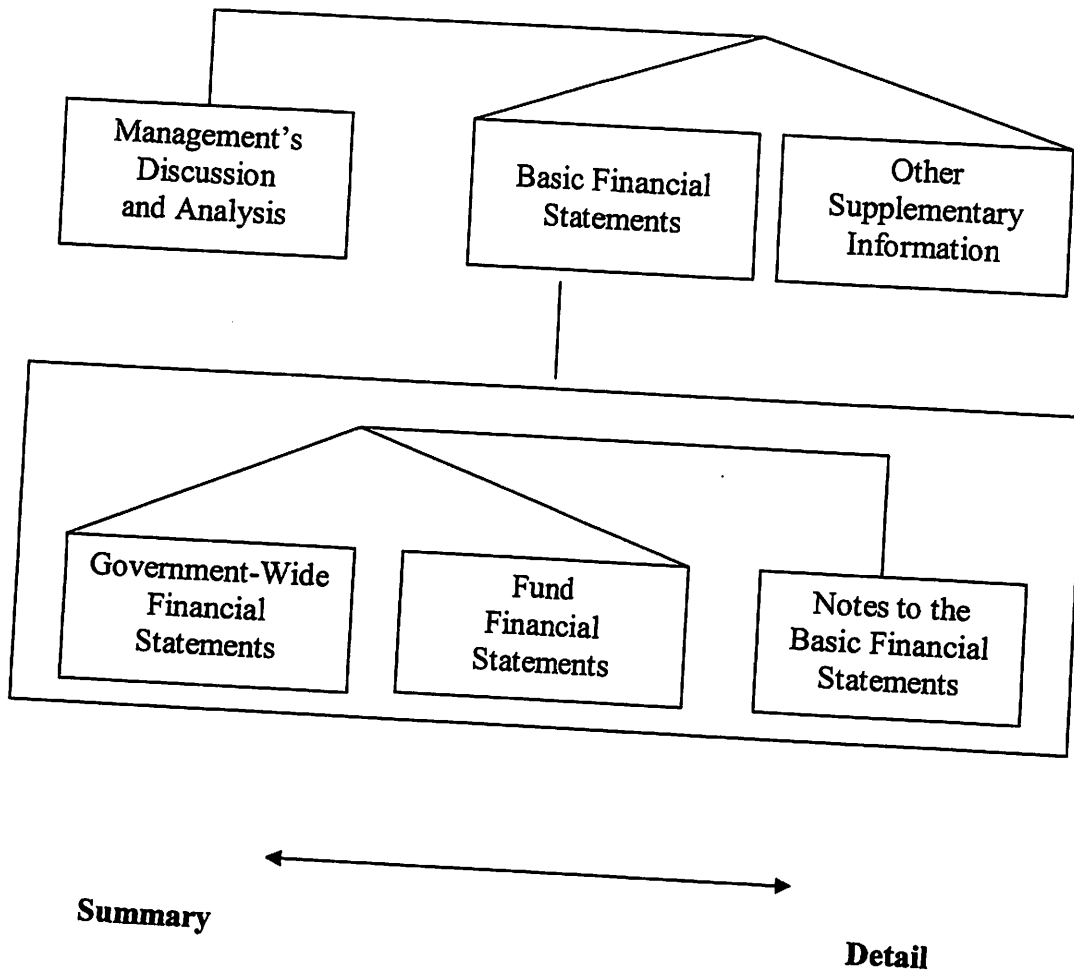 Management's
Discussion
and Analysis
Basic Financial
Statements
Other
Supplementary
Information
Government-Wide
Financial
Statements
Fund
Financial
Statements
Notes to the
Basic Financial
Statements
Summary
Detail